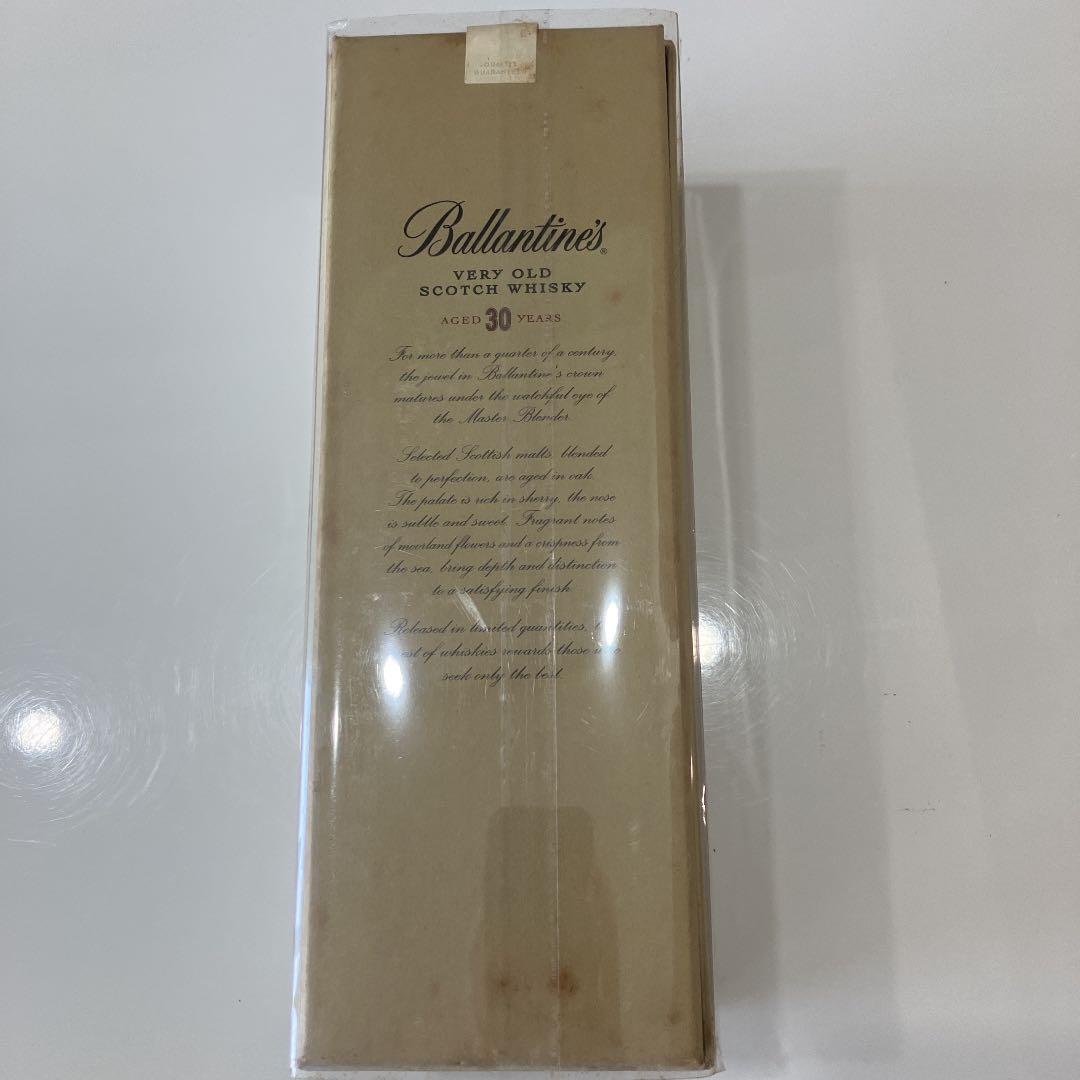 QUALITY
GUARANTEED
Ballantine's®
VERY OLD
SCOTCH WHISKY
AGED 30 YEARS
For more than a quarter of a century,
the jewel in Ballantine's crown
matures under the watchful eye of
the Master Blender.
Selected Scottish malts, blended
to perfection, are aged in oak.
The palate is rich in sherry, the nose
is subtle and sweet. Fragrant notes
of moorland flowers and a crispness from
the sea, bring depth and distinction
to a satisfying finish.
Released in limited quantities,
of whiskies rewards those
seek only the best.